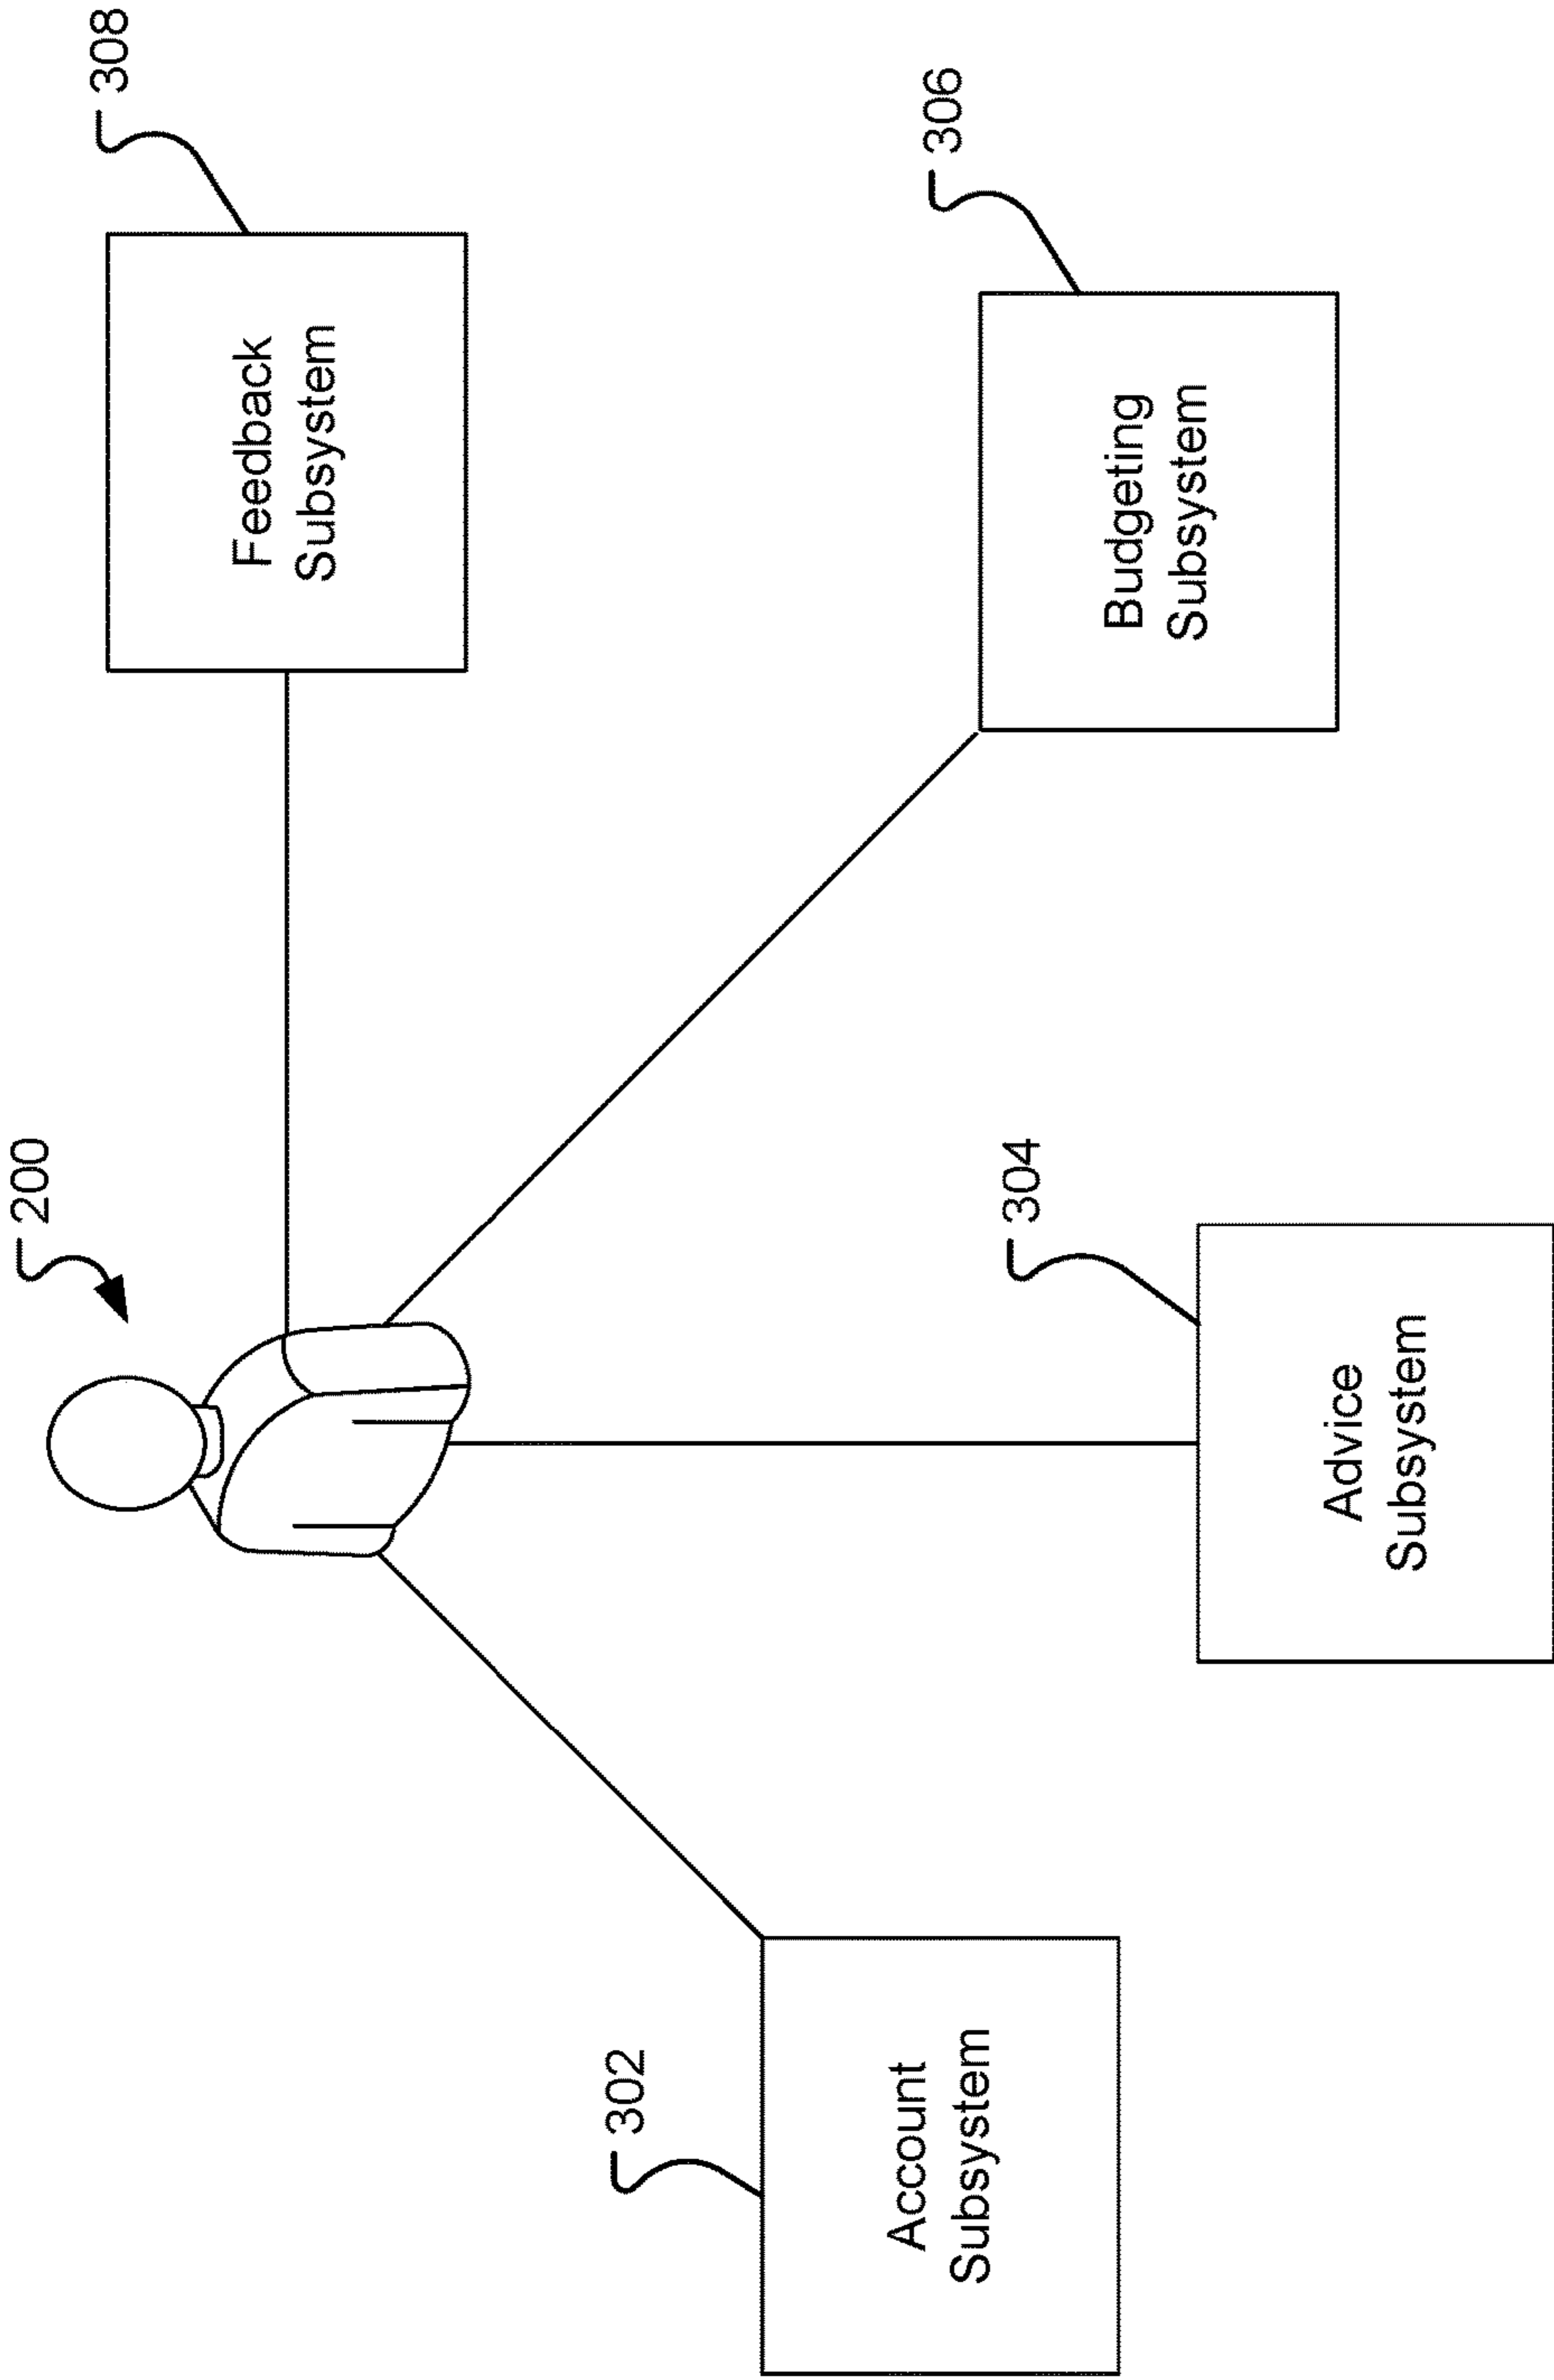 200
308
Feedback
Subsystem
302
Account
Subsystem
304
Advice
Subsystem
306
Budgeting
Subsystem